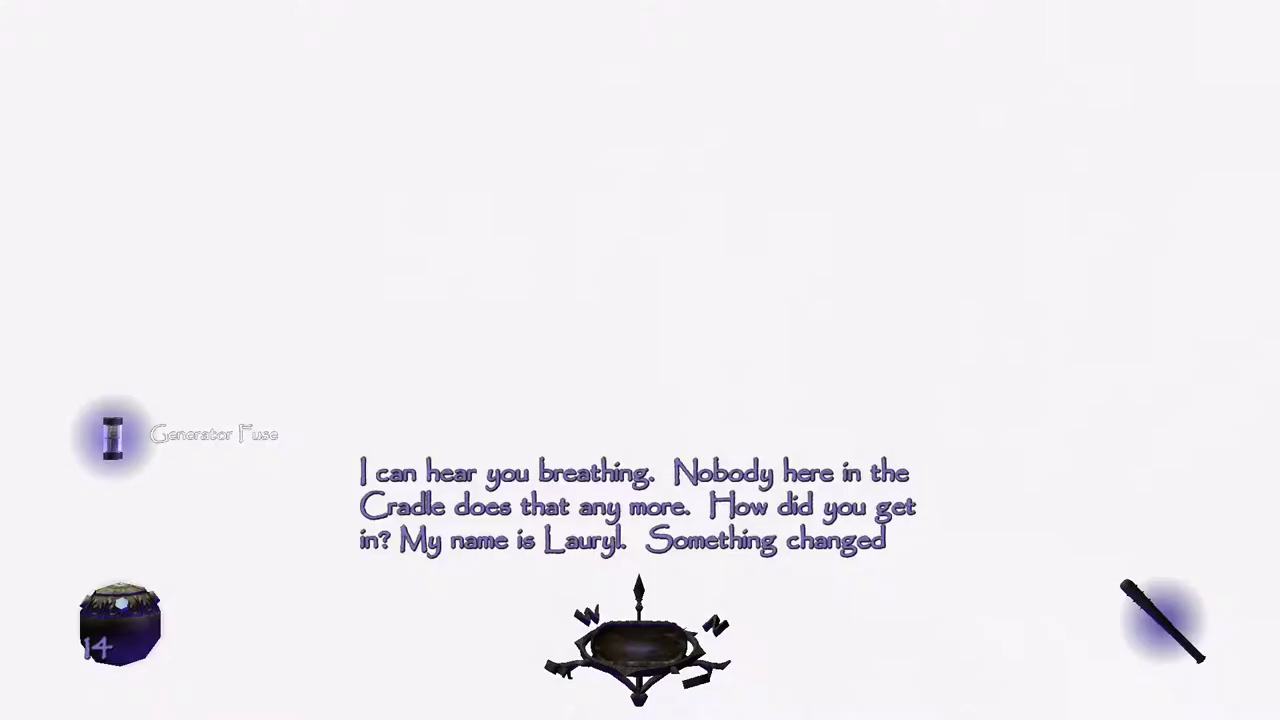 Generator Fuse
I can hear you breathing. Nobody here in the
Cradle does that any more. How did you get
in? My name is Lauryl. Something changed
14
W
N